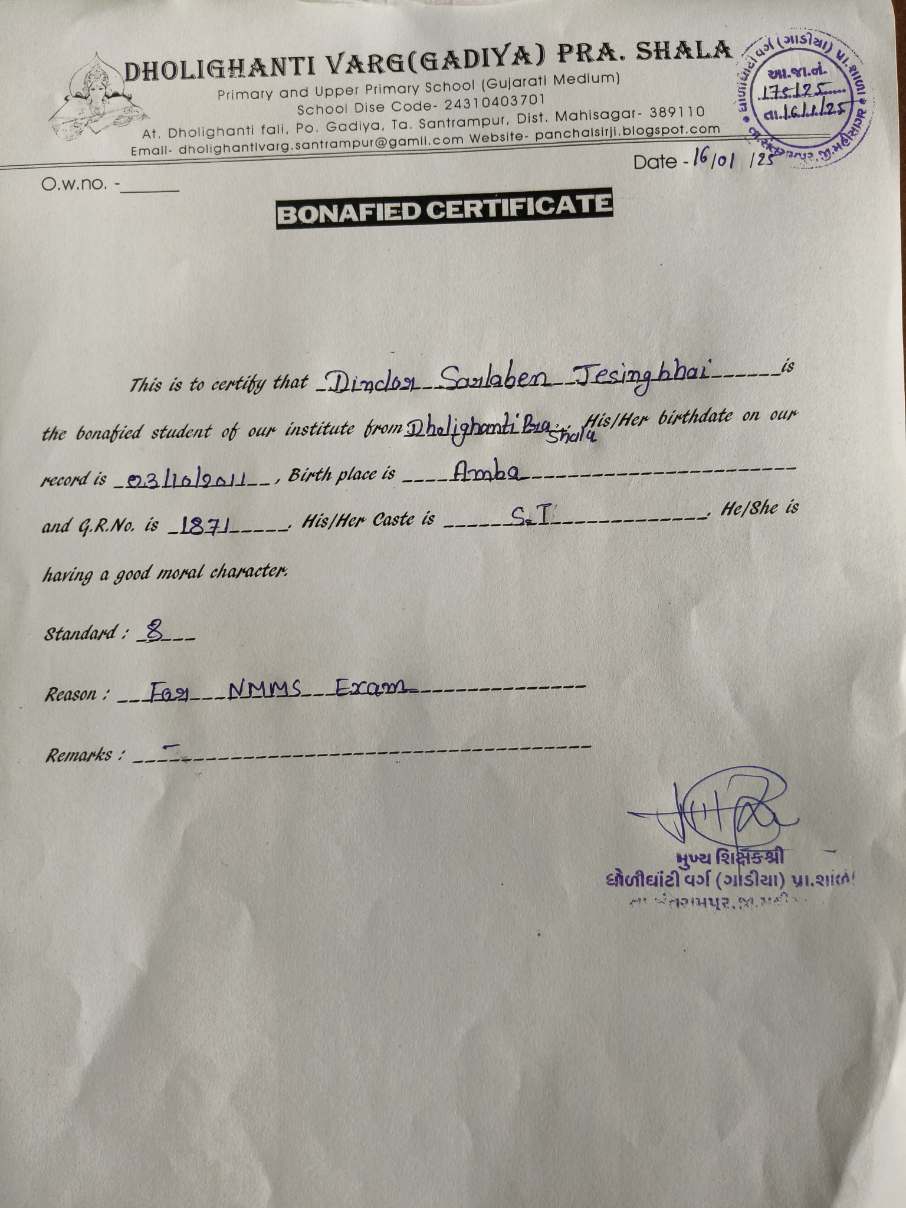 DHOLIGHANTI VARG(GADIYA) PRA. SHALA
Primary and Upper Primary School (Gujarati Medium)
School Dise Code- 24310403701
At. Dholighanti fali, Po. Gadiya, Ta. Santrampur, Dist. Mahisagar- 389110
Email- dholighantivarg.santrampur@gamil.com Website- panchalsirji.blogspot.com
ધોળીઘાંટી વર્ગ (ગાડીયા) પ્રા.શાળા
આ.જા.નં.
175/25
તા.16/1/25
O.w.no. -______
Date - 16/01/25
BONAFIED CERTIFICATE
This is to certify that Dindor Sarlaben Jesingbhai is
the bonafied student of our institute from Dholighanti Pra. Shala, His/Her birthdate on our
record is 03/10/2011, Birth place is Amba
and G.R.No. is 1871. His/Her Caste is S.T. He/She is
having a good moral character.
Standard : 8
Reason : For NMMS Exam
Remarks : -
મુખ્ય શિક્ષકશ્રી
ધોળીઘાંટી વર્ગ (ગાડીયા) પ્રા.શાળા